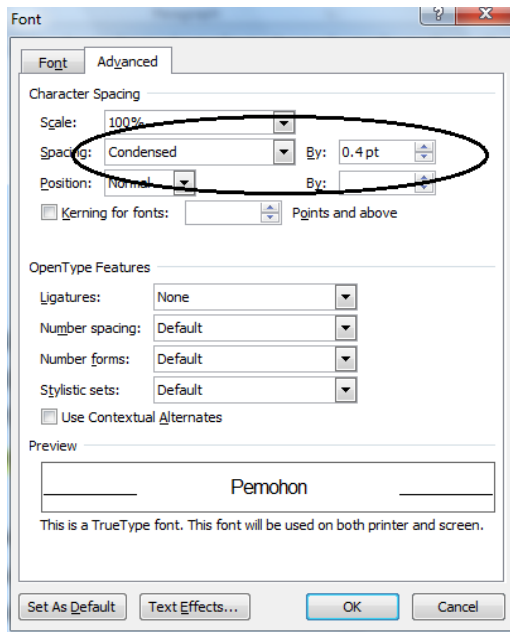 Font ? X
Font Advanced
Character Spacing
Scale: 100%
Spacing: Condensed By: 0.4 pt
Position: Normal By:
Kerning for fonts: Points and above
OpenType Features
Ligatures: None
Number spacing: Default
Number forms: Default
Stylistic sets: Default
Use Contextual Alternates
Preview
Pemohon
This is a TrueType font. This font will be used on both printer and screen.
Set As Default Text Effects... OK Cancel